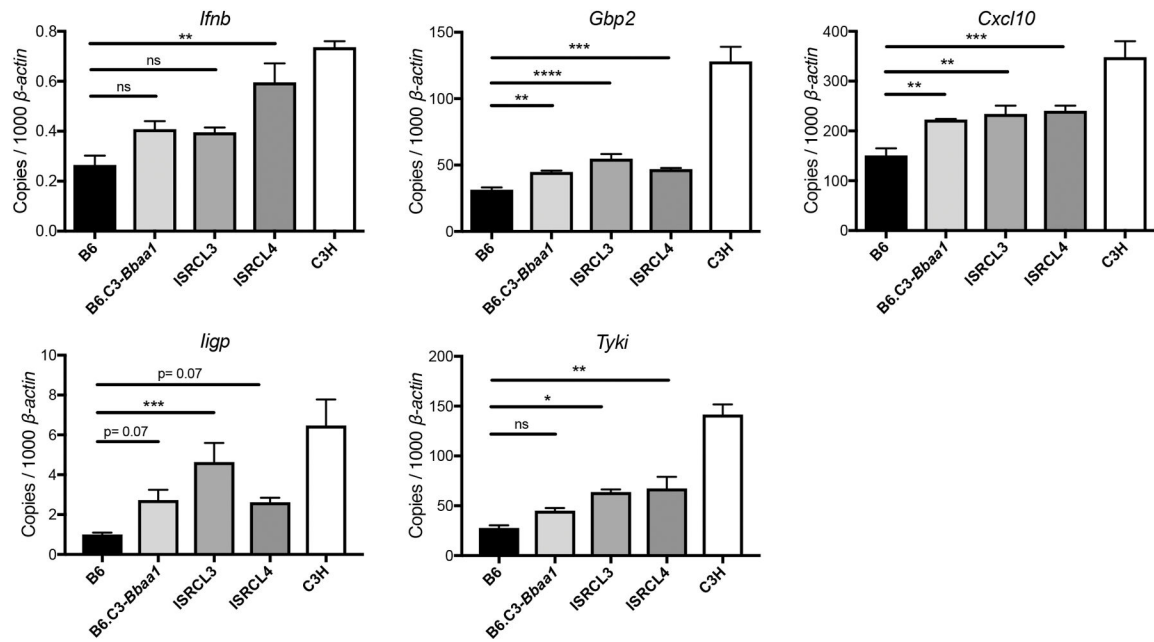 Ifnb
Copies / 1000 β-actin
0.8
0.6
0.4
0.2
0.0
**
ns
ns
B6
B6.C3-Bbaa1
ISRCL3
ISRCL4
C3H
Gbp2
Copies / 1000 β-actin
150
100
50
0
***
****
**
B6
B6.C3-Bbaa1
ISRCL3
ISRCL4
C3H
Cxcl10
Copies / 1000 β-actin
400
300
200
100
0
***
**
**
B6
B6.C3-Bbaa1
ISRCL3
ISRCL4
C3H
Iigp
Copies / 1000 β-actin
10
8
6
4
2
0
p= 0.07
***
p= 0.07
B6
B6.C3-Bbaa1
ISRCL3
ISRCL4
C3H
Tyki
Copies / 1000 β-actin
200
150
100
50
0
**
*
ns
B6
B6.C3-Bbaa1
ISRCL3
ISRCL4
C3H